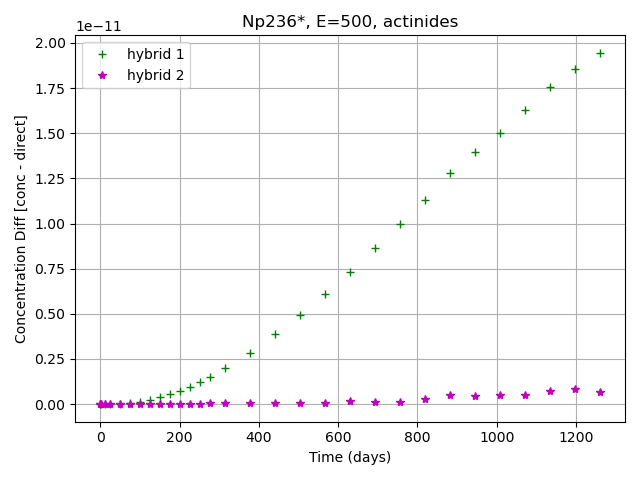 Np236*, E=500, actinides
1e−11
hybrid 1
hybrid 2
Concentration Diff [conc - direct]
2.00
1.75
1.50
1.25
1.00
0.75
0.50
0.25
0.00
0 200 400 600 800 1000 1200
Time (days)